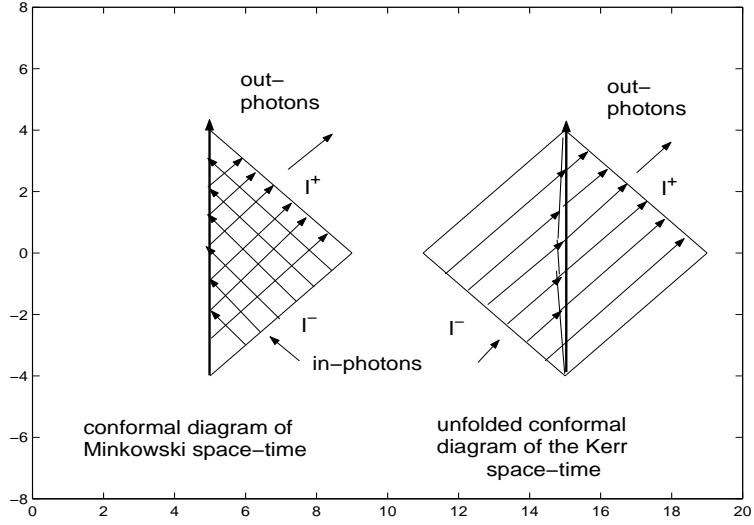 8
6
4
2
0
−2
−4
−6
−8
0
2
4
6
8
10
12
14
16
18
20
out−
photons
I+
I−
in−photons
conformal diagram of
Minkowski space−time
out−
photons
I+
I−
unfolded conformal
diagram of the Kerr
space−time